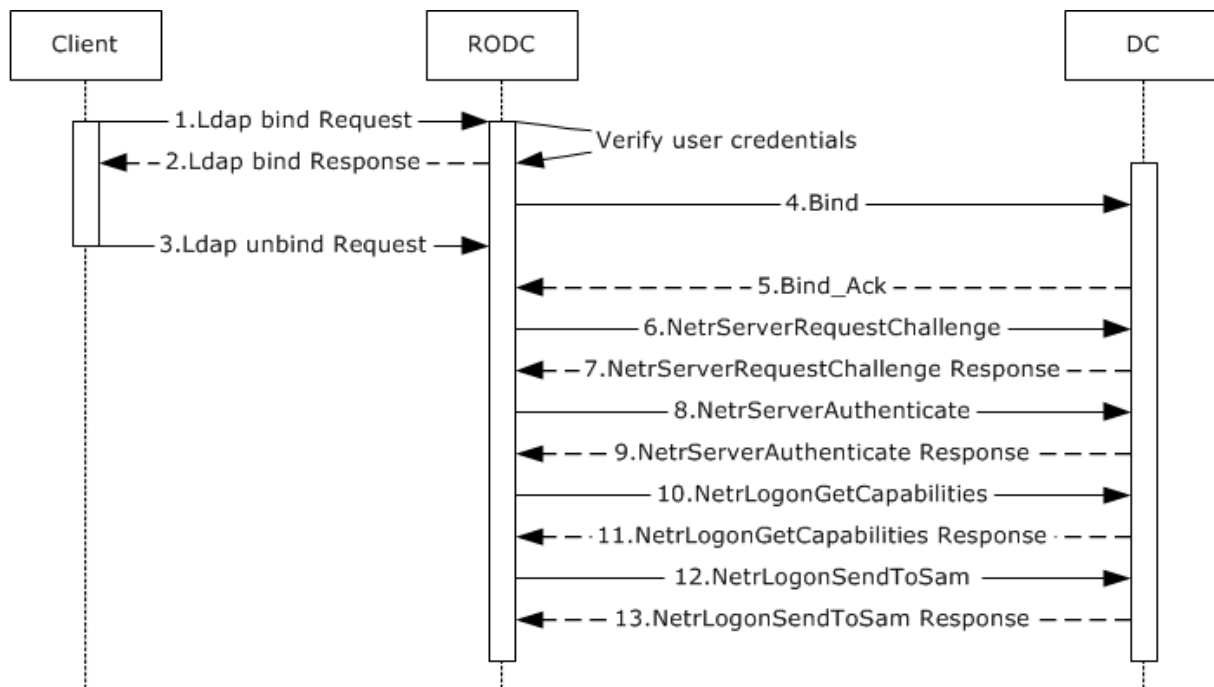 Client
RODC
DC
1.Ldap bind Request
Verify user credentials
2.Ldap bind Response
4.Bind
3.Ldap unbind Request
5.Bind_Ack
6.NetrServerRequestChallenge
7.NetrServerRequestChallenge Response
8.NetrServerAuthenticate
9.NetrServerAuthenticate Response
10.NetrLogonGetCapabilities
11.NetrLogonGetCapabilities Response
12.NetrLogonSendToSam
13.NetrLogonSendToSam Response